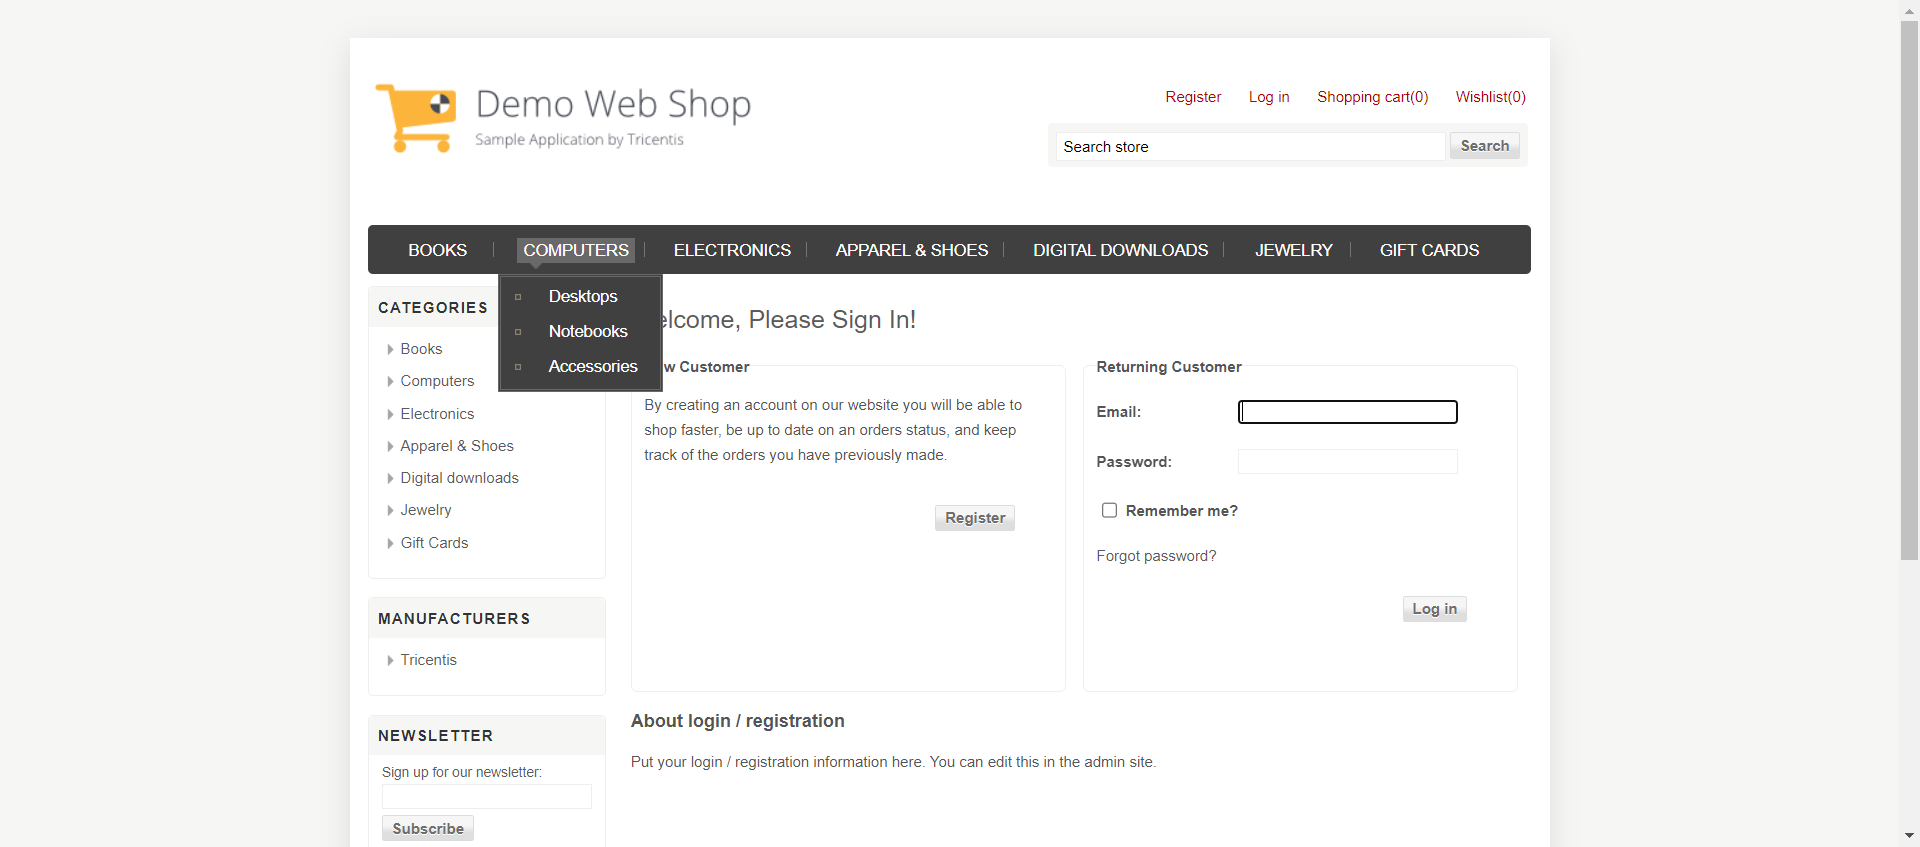 Demo Web Shop
Sample Application by Tricentis
Register Log in Shopping cart(0) Wishlist(0)
Search store Search
BOOKS COMPUTERS ELECTRONICS APPAREL & SHOES DIGITAL DOWNLOADS JEWELRY GIFT CARDS
Desktops
Notebooks
Accessories
CATEGORIES
Books
Computers
Electronics
Apparel & Shoes
Digital downloads
Jewelry
Gift Cards
MANUFACTURERS
Tricentis
NEWSLETTER
Sign up for our newsletter:
Subscribe
elcome, Please Sign In!
w Customer
By creating an account on our website you will be able to
shop faster, be up to date on an orders status, and keep
track of the orders you have previously made.
Register
Returning Customer
Email:
Password:
Remember me?
Forgot password?
Log in
About login / registration
Put your login / registration information here. You can edit this in the admin site.